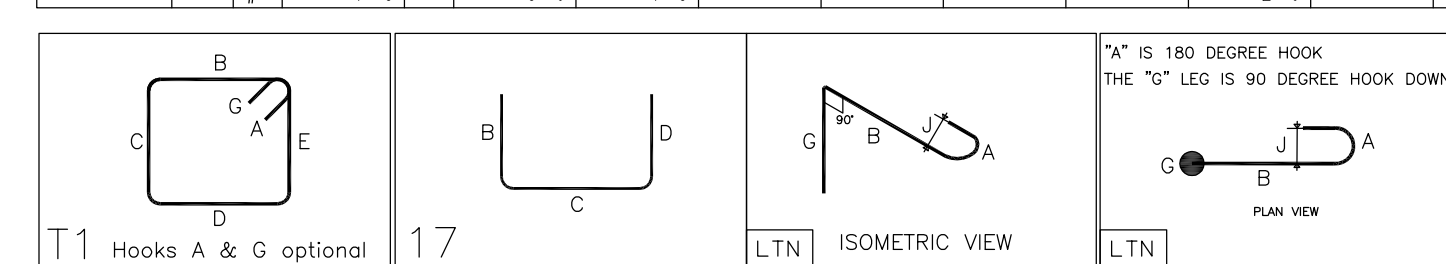 B
G
A
C
E
D
T1 Hooks A & G optional
B
D
C
17
90°
J
B
G
A
LTN
ISOMETRIC VIEW
"A" IS 180 DEGREE HOOK
THE "G" LEG IS 90 DEGREE HOOK DOWN
J
A
G
B
PLAN VIEW
LTN